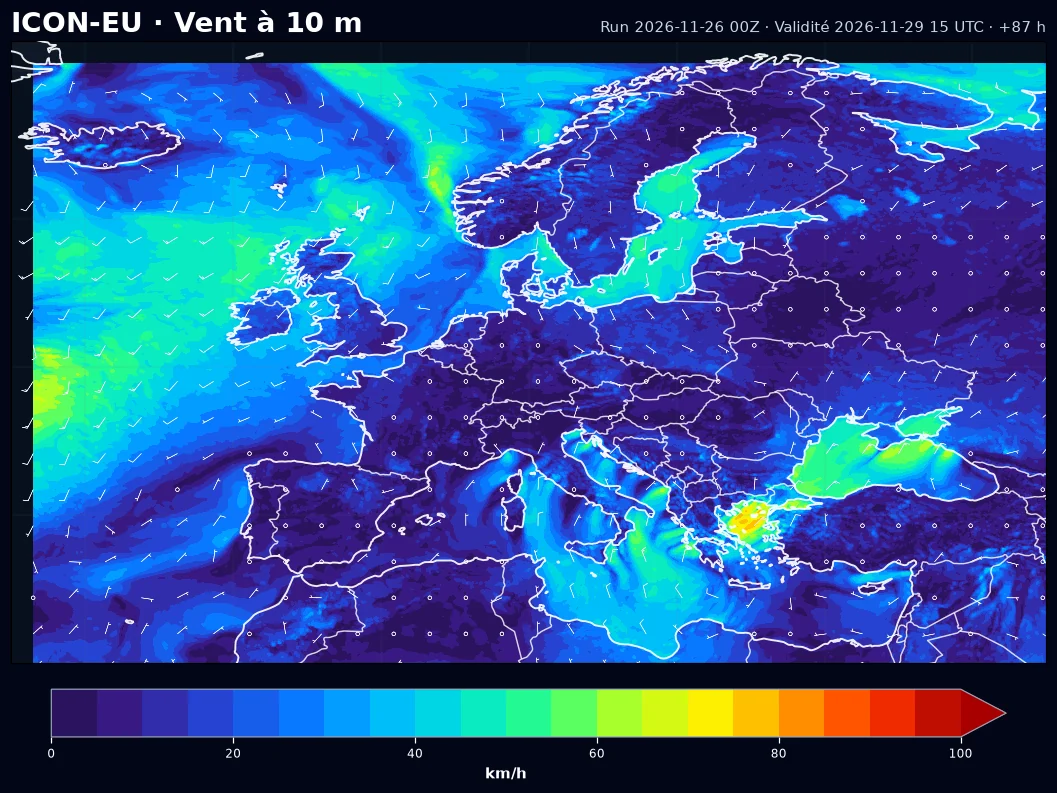 ICON-EU · Vent à 10 m
Run 2026-11-26 00Z · Validité 2026-11-29 15 UTC · +87 h
0 20 40 60 80 100
km/h